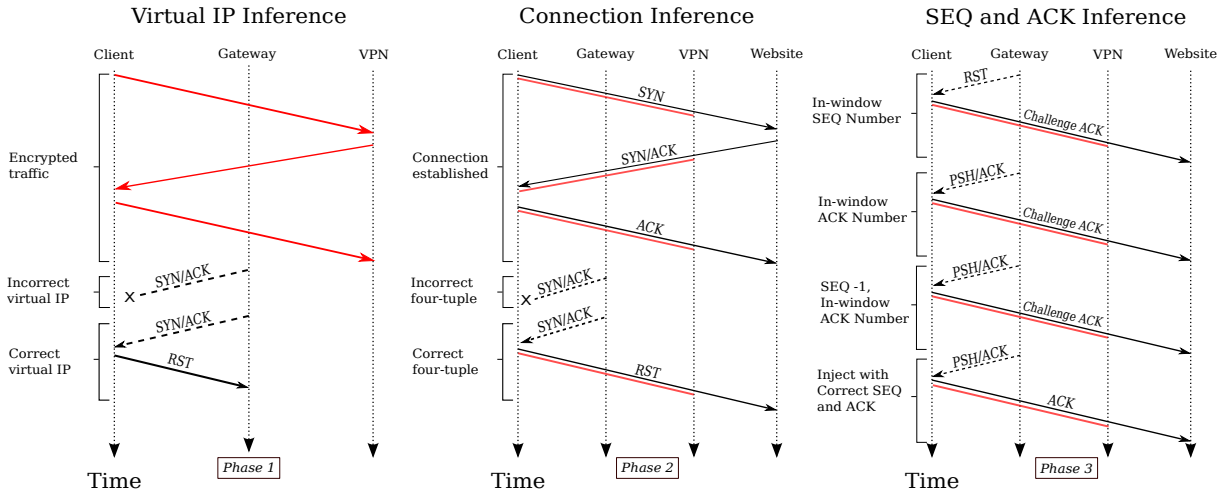 Virtual IP Inference
Client
Gateway
VPN
Encrypted
traffic
SYN/ACK
X
Incorrect
virtual IP
SYN/ACK
Correct
virtual IP
RST
Phase 1
Time
Connection Inference
Client
Gateway
VPN
Website
SYN
Connection
established
SYN/ACK
ACK
Incorrect
four-tuple
SYN/ACK
X
Correct
four-tuple
SYN/ACK
RST
Phase 2
Time
SEQ and ACK Inference
Client
Gateway
VPN
Website
RST
In-window
SEQ Number
Challenge ACK
PSH/ACK
In-window
ACK Number
Challenge ACK
PSH/ACK
SEQ -1,
In-window
ACK Number
Challenge ACK
PSH/ACK
Inject with
Correct SEQ
and ACK
ACK
Phase 3
Time